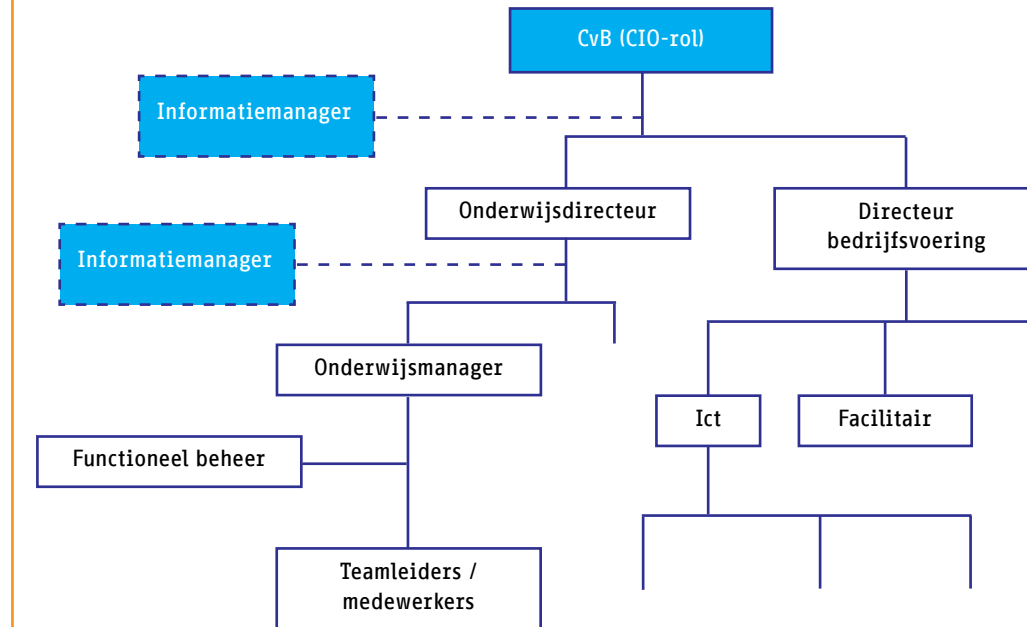 CvB (CIO-rol)
Informatiemanager
Onderwijsdirecteur
Directeur
bedrijfsvoering
Informatiemanager
Onderwijsmanager
Ict
Facilitair
Functioneel beheer
Teamleiders /
medewerkers